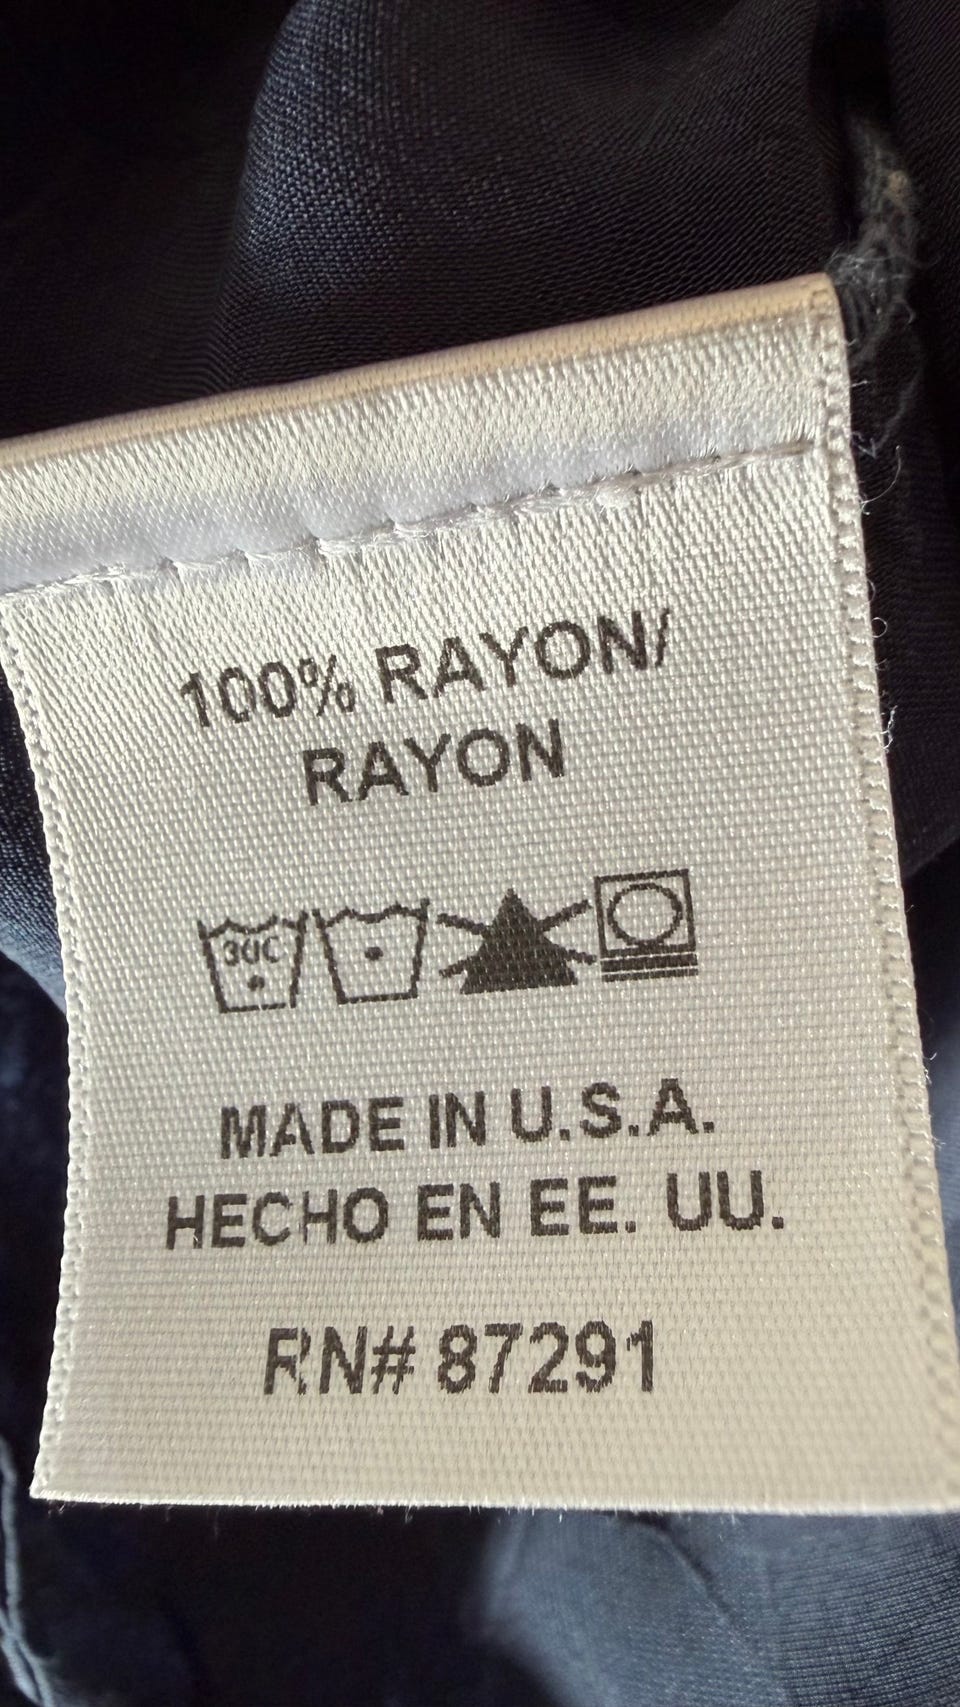 100% RAYON/
RAYON
30C
MADE IN U.S.A.
HECHO EN EE. UU.
RN# 87291